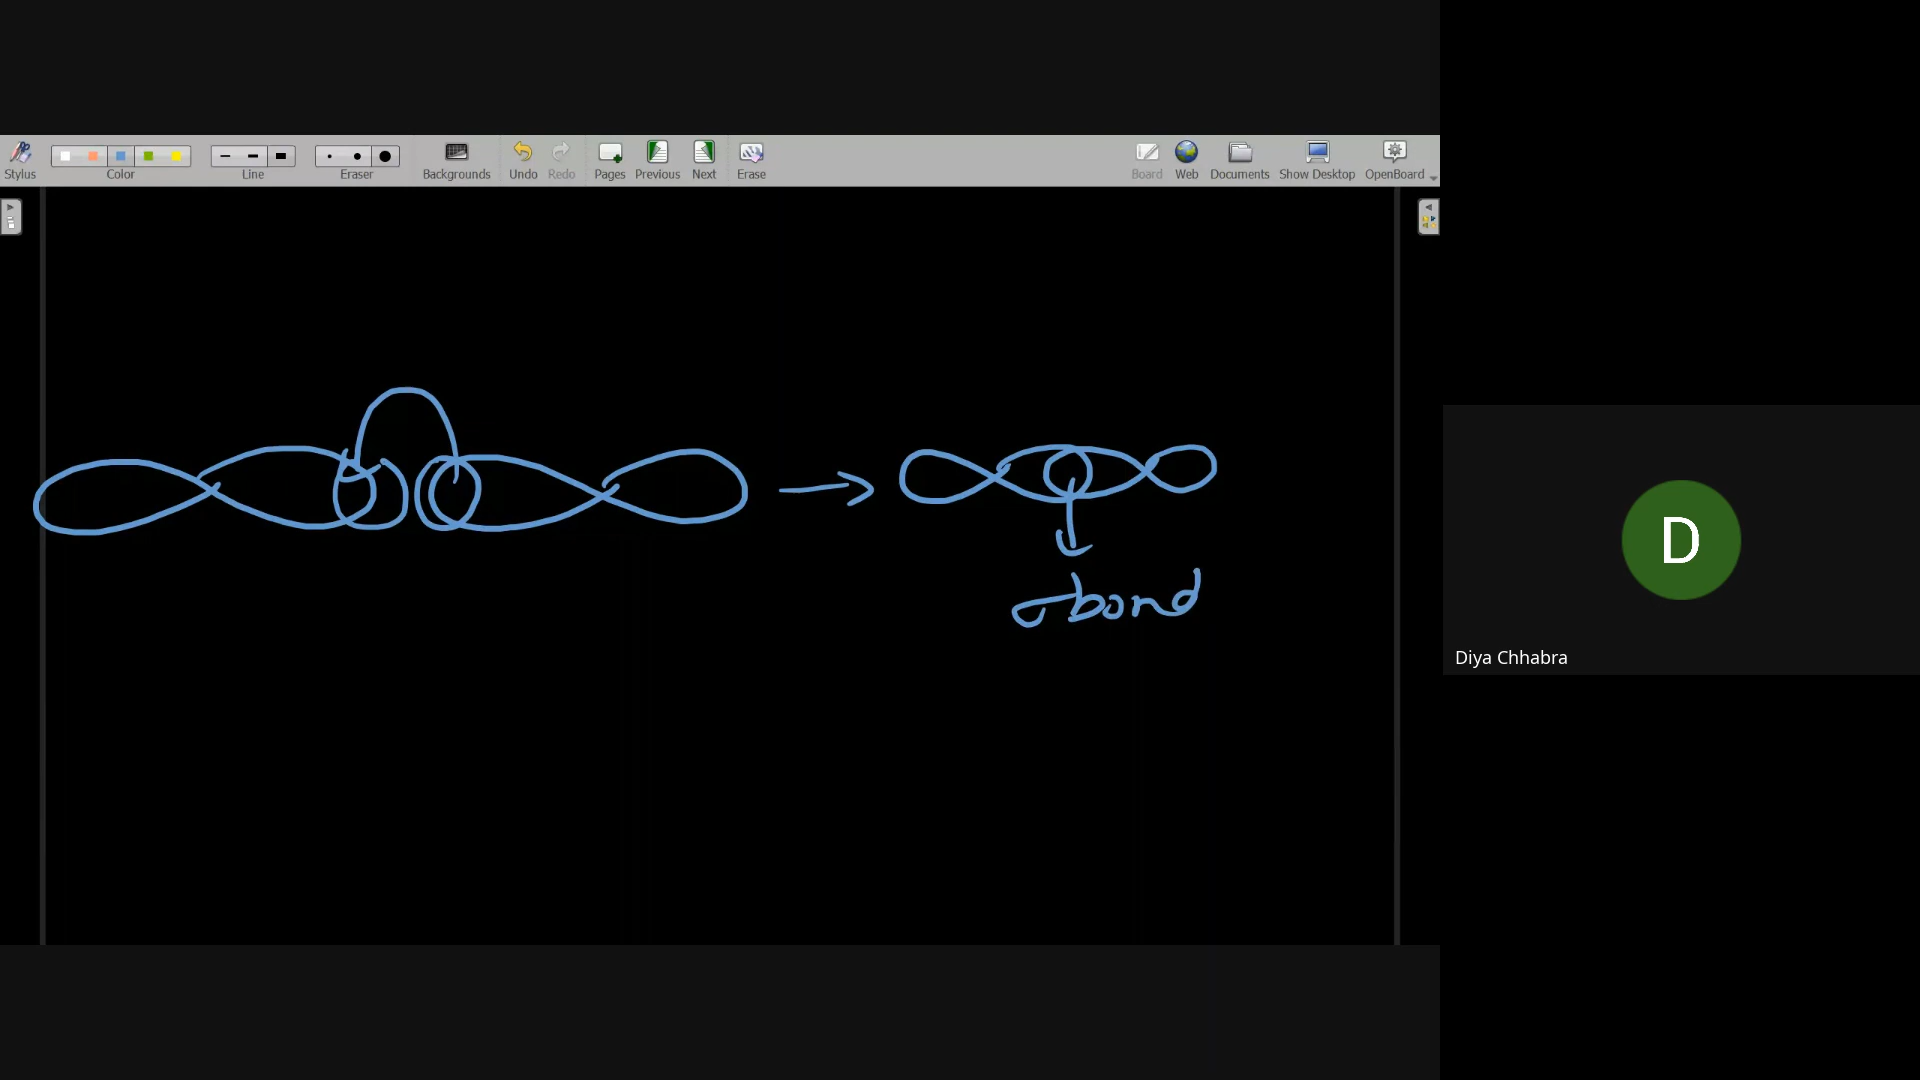 Stylus Color Line Eraser Backgrounds Undo Redo Pages Previous Next Erase Board Web Documents Show Desktop OpenBoard
σ bond
D
Diya Chhabra